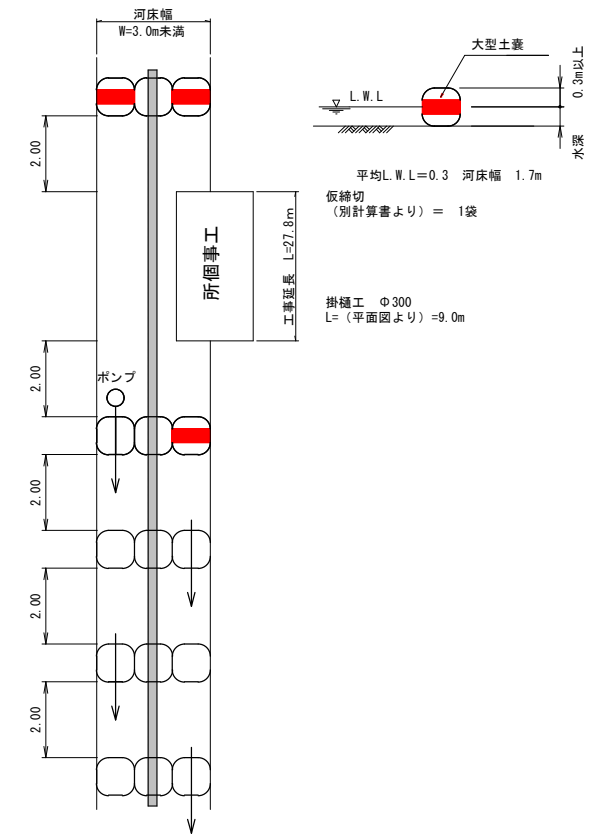 河床幅
W=3.0m未満
大型土嚢
L.W.L
0.3m以上
水深
平均L.W.L=0.3 河床幅 1.7m
仮締切
(別計算書より)= 1袋
掛樋工 Φ300
L=(平面図より)=9.0m
2.00
所個事工
工事延長 L=27.8m
2.00
ポンプ
2.00
2.00
2.00